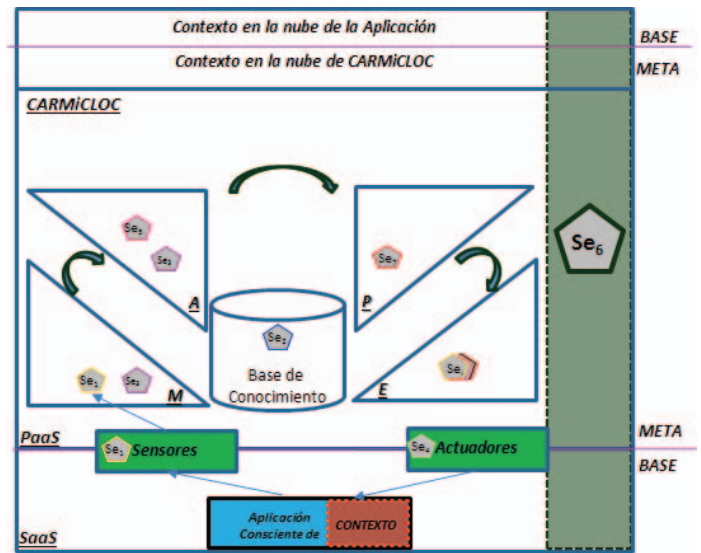 Contexto en la nube de la Aplicación
BASE
Contexto en la nube de CARMiCLOC
META
CARMiCLOC
Se6
A
P
Base de
Conocimiento
Se1
M
E
PaaS
META
Se1 Sensores
Se4 Actuadores
BASE
Aplicación
Consciente de
CONTEXTO
SaaS